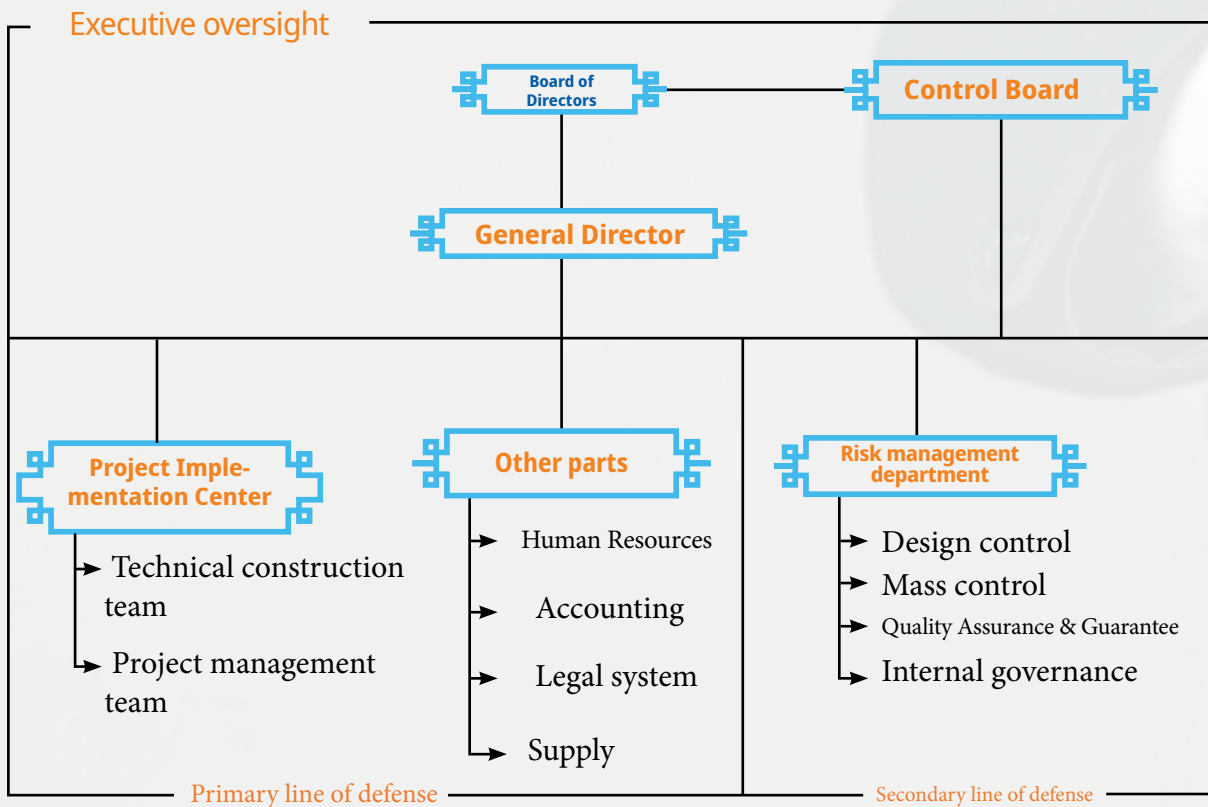 Executive oversight
Board of
Directors
Control Board
General Director
Project Imple-
mentation Center
Technical construction
team
Project management
team
Other parts
Human Resources
Accounting
Legal system
Supply
Risk management
department
Design control
Mass control
Quality Assurance & Guarantee
Internal governance
Primary line of defense
Secondary line of defense